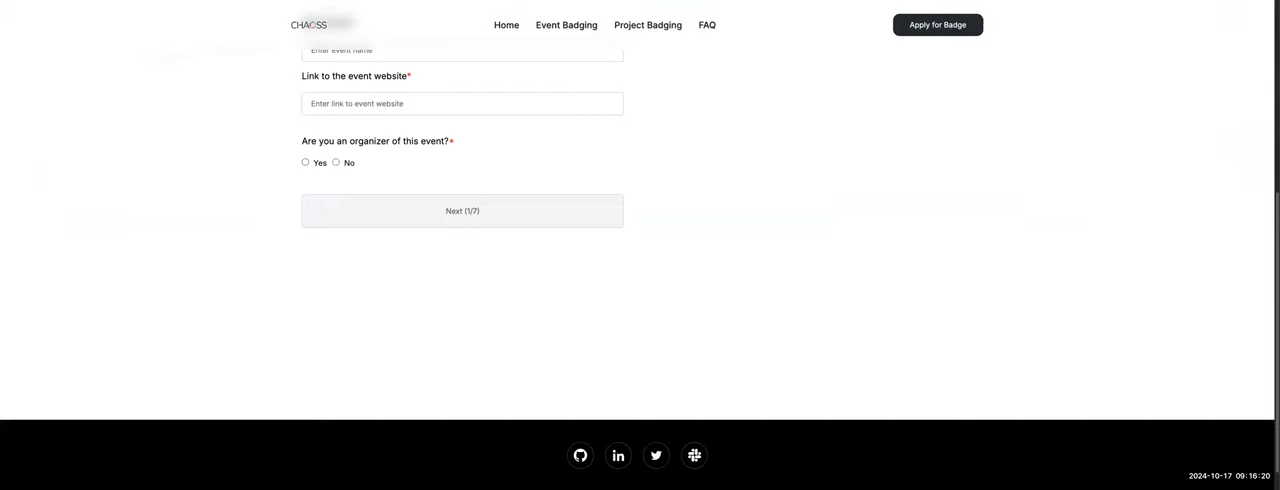 CHAOSS Home Event Badging Project Badging FAQ Apply for Badge
Enter event name
Link to the event website*
Enter link to event website
Are you an organizer of this event?*
Yes No
Next (1/7)
2024-10-17 09:16:20